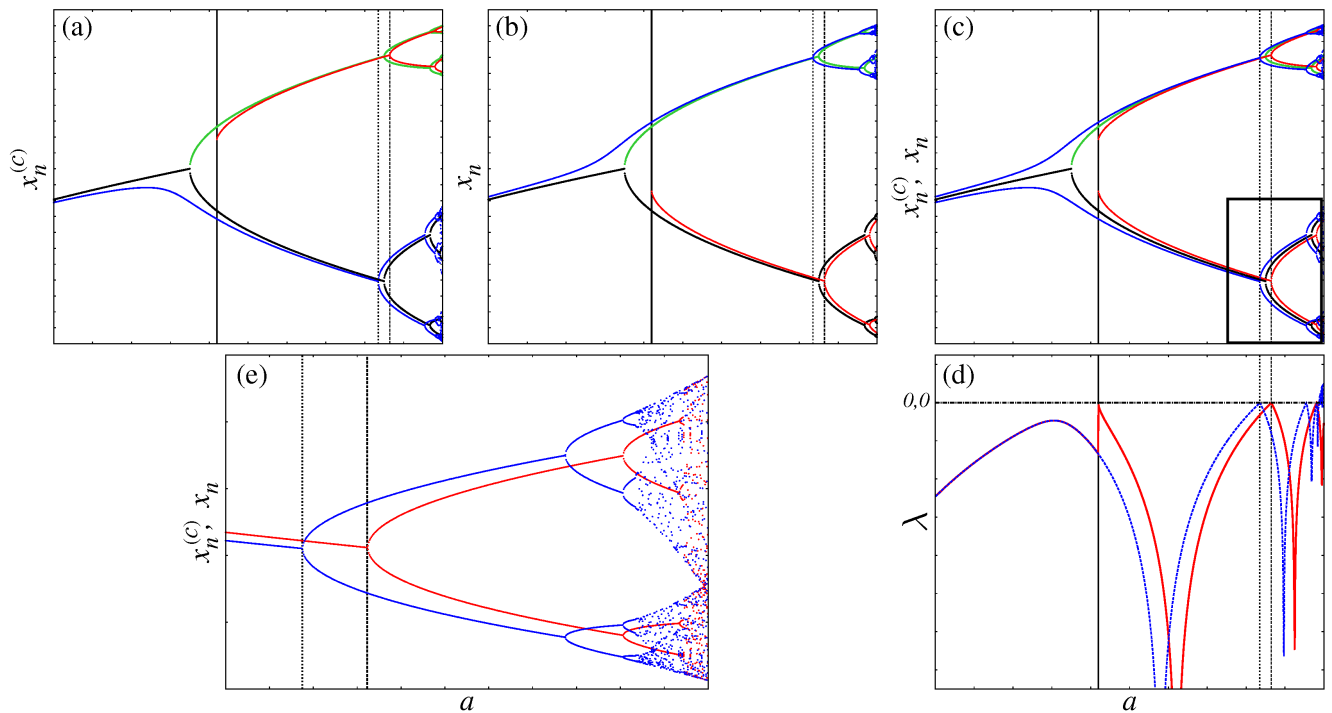 (a)
(b)
(c)
x_n^{(c)}
x_n
x_n^{(c)}, x_n
(e)
(d)
0,0
x_n^{(c)}, x_n
λ
a
a